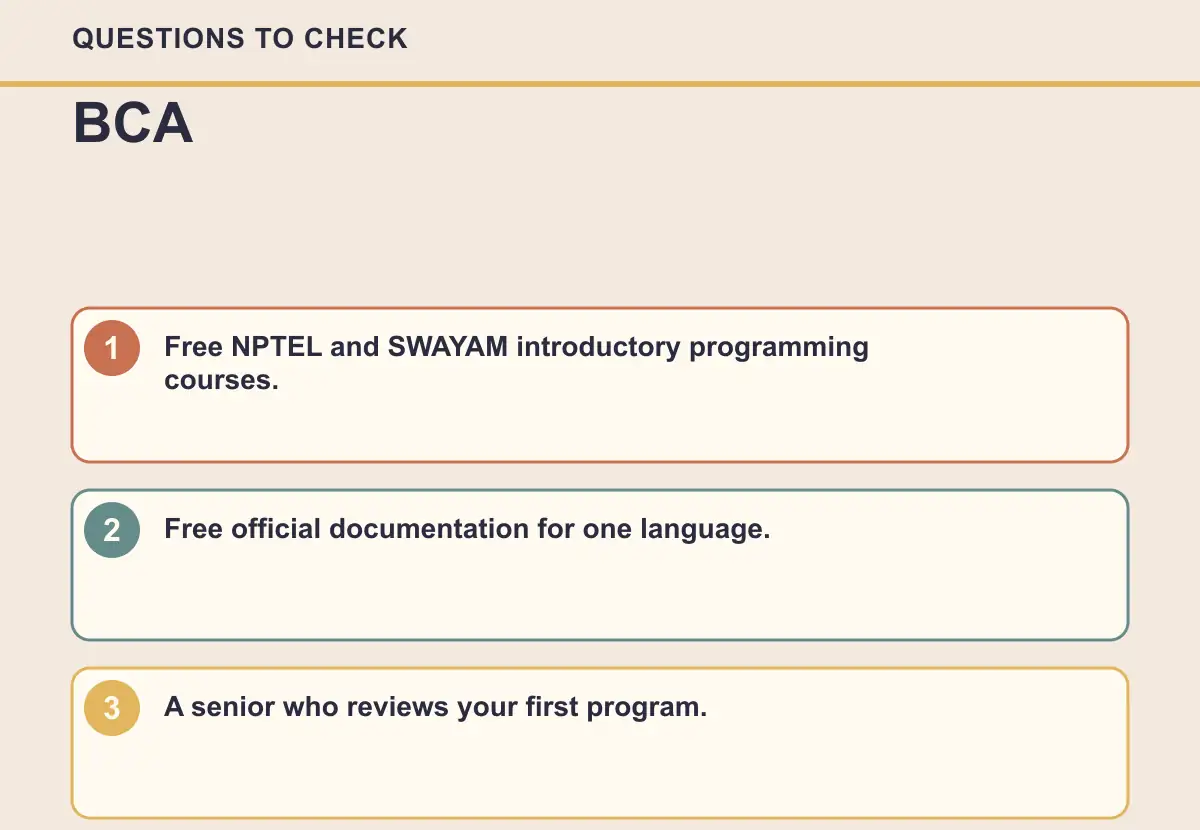 QUESTIONS TO CHECK
BCA
1
Free NPTEL and SWAYAM introductory programming
courses.
2
Free official documentation for one language.
3
A senior who reviews your first program.